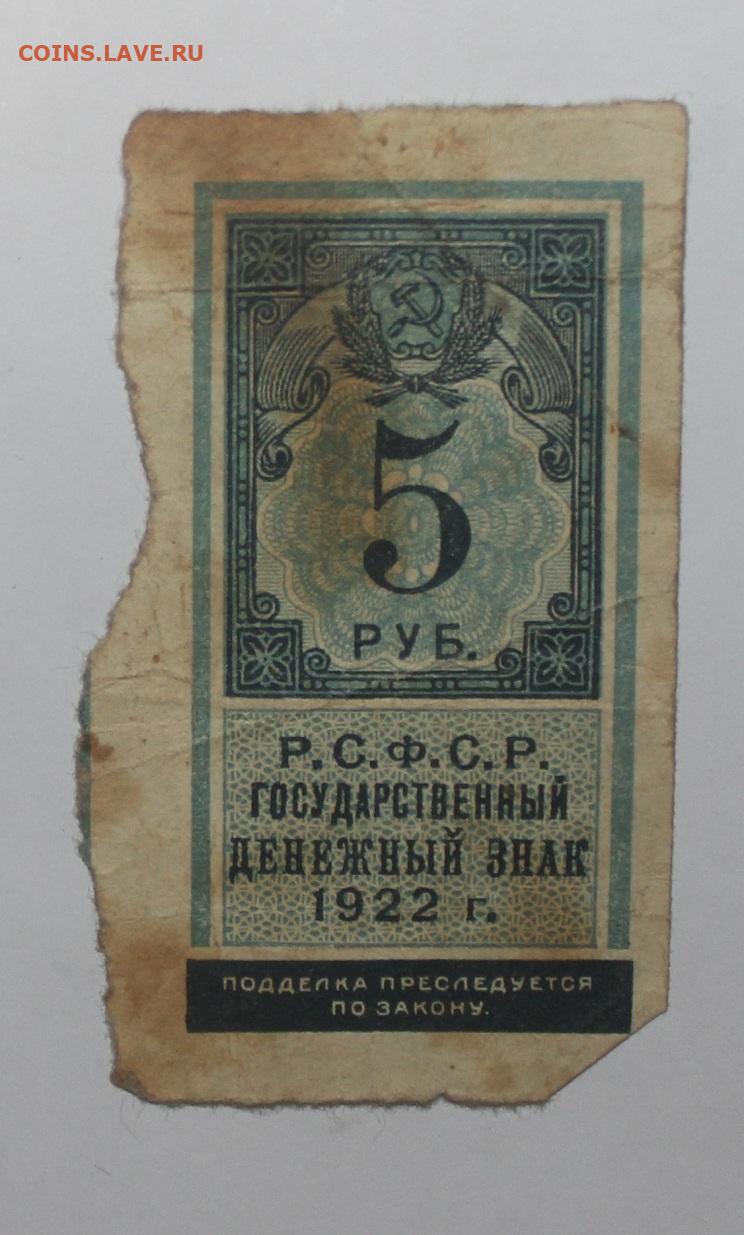 COINS.LAVE.RU
5
РУБ.
Р.С.Ф.С.Р.
ГОСУДАРСТВЕННЫЙ
ДЕНЕЖНЫЙ ЗНАК
1922 г.
ПОДДЕЛКА ПРЕСЛЕДУЕТСЯ
ПО ЗАКОНУ.